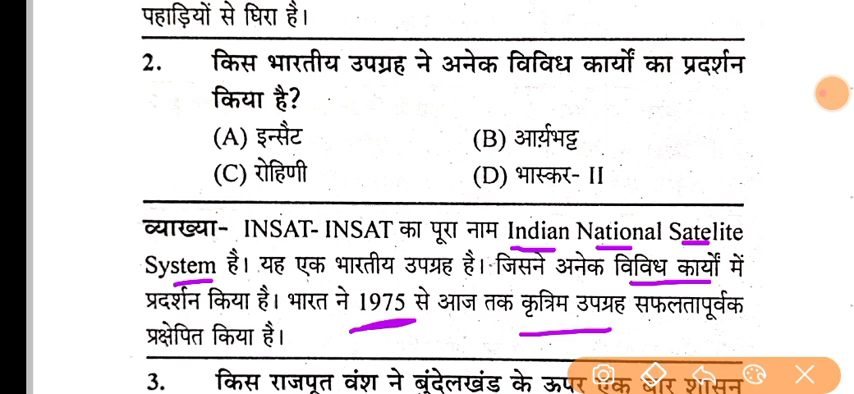 पहाड़ियों से घिरा है।
2. किस भारतीय उपग्रह ने अनेक विविध कार्यों का प्रदर्शन
किया है?
(A) इन्सैट (B) आर्यभट्ट
(C) रोहिणी (D) भास्कर- II
व्याख्या- INSAT- INSAT का पूरा नाम Indian National Satelite
System है। यह एक भारतीय उपग्रह है। जिसने अनेक विविध कार्यों में
प्रदर्शन किया है। भारत ने 1975 से आज तक कृत्रिम उपग्रह सफलतापूर्वक
प्रक्षेपित किया है।
3. किस राजपूत वंश ने बुंदेलखंड के ऊपर एक बार शासन